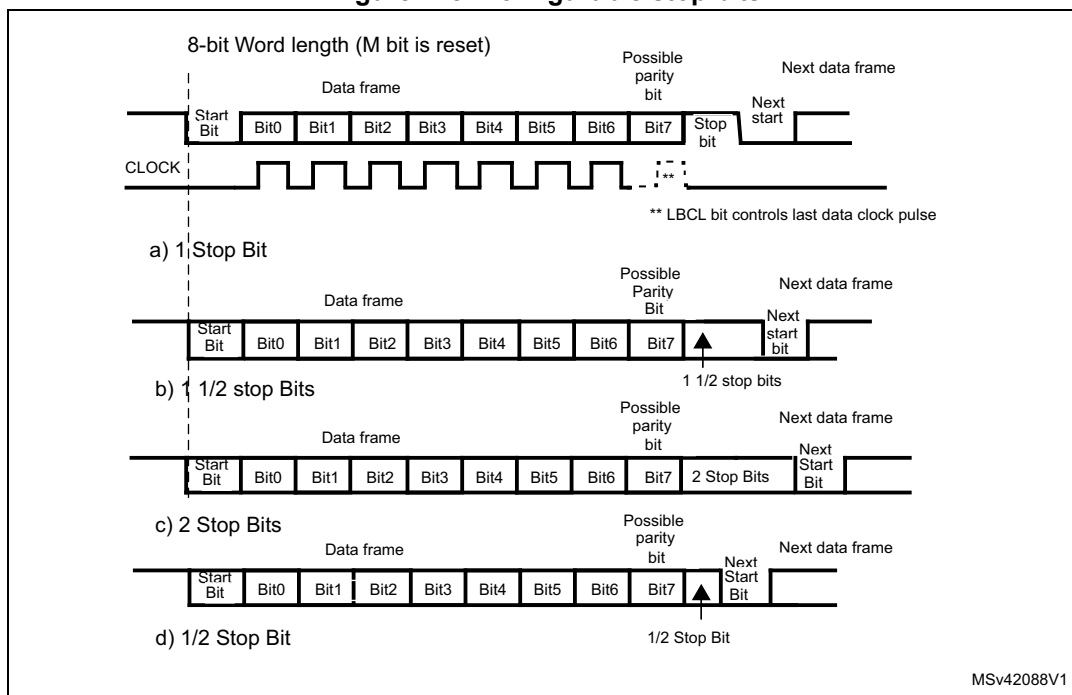 8-bit Word length (M bit is reset)
Possible
parity
bit
Next data frame
Data frame
Start
Bit
Bit0
Bit1
Bit2
Bit3
Bit4
Bit5
Bit6
Bit7
Stop
bit
Next
start
CLOCK
**
** LBCL bit controls last data clock pulse
a) 1 Stop Bit
Possible
Parity
Bit
Next data frame
Data frame
Start
Bit
Bit0
Bit1
Bit2
Bit3
Bit4
Bit5
Bit6
Bit7
Next
start
bit
1 1/2 stop bits
b) 1 1/2 stop Bits
Possible
parity
bit
Next data frame
Data frame
Start
Bit
Bit0
Bit1
Bit2
Bit3
Bit4
Bit5
Bit6
Bit7
2 Stop Bits
Next
Start
Bit
c) 2 Stop Bits
Possible
parity
bit
Next data frame
Data frame
Start
Bit
Bit0
Bit1
Bit2
Bit3
Bit4
Bit5
Bit6
Bit7
Next
Start
Bit
1/2 Stop Bit
d) 1/2 Stop Bit
MSv42088V1